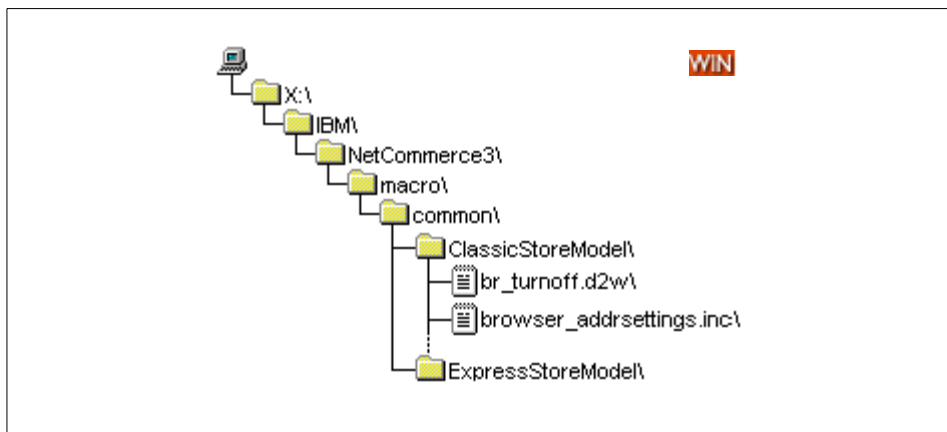 WIN
X:\
IBM\
NetCommerce3\
macro\
common\
ClassicStoreModel\
br_turnoff.d2w\
browser_addrsettings.inc\
ExpressStoreModel\